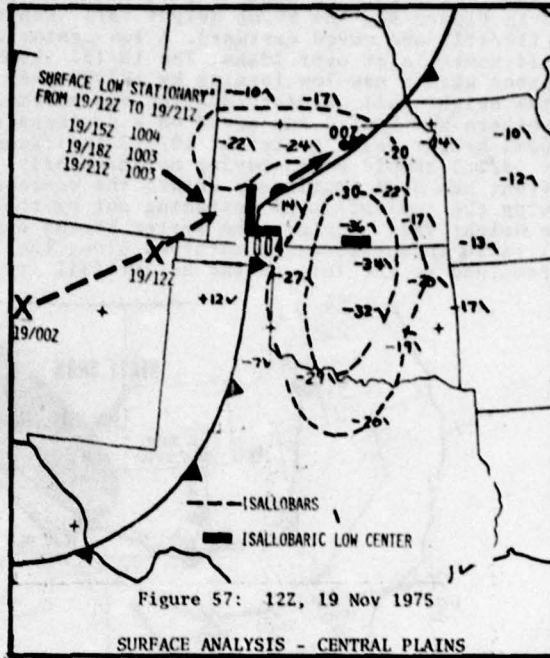 SURFACE LOW STATIONARY
FROM 19/12Z TO 19/21Z
19/15Z 1004
19/18Z 1003
19/21Z 1003
-10
-17
-22
-24
00Z
-20
-04
-10
-12
-14
-30
-22
-17
L
1004
-36
-13
19/12Z
-27
-34
-20
+12
-32
-17
19/00Z
-17
-7
-27
-20
ISALLOBARS
ISALLOBARIC LOW CENTER
Figure 57: 12Z, 19 Nov 1975
SURFACE ANALYSIS - CENTRAL PLAINS